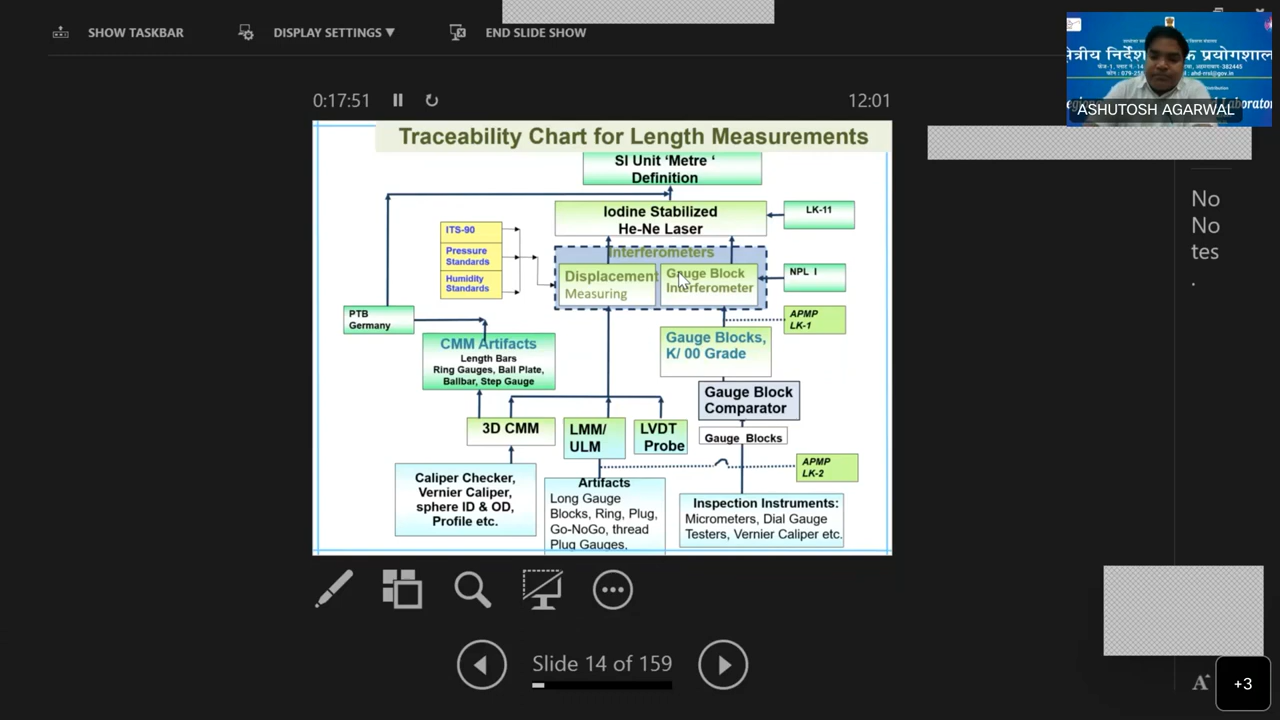 SHOW TASKBAR
DISPLAY SETTINGS ▼
END SLIDE SHOW
0:17:51
12:01
ASHUTOSH AGARWAL
Traceability Chart for Length Measurements
SI Unit ‘Metre ‘
Definition
Iodine Stabilized
He-Ne Laser
LK-11
ITS-90
Pressure
Standards
Humidity
Standards
Interferometers
Displacement
Measuring
Gauge Block
Interferometer
NPL I
PTB
Germany
APMP
LK-1
CMM Artifacts
Length Bars
Ring Gauges, Ball Plate,
Ballbar, Step Gauge
Gauge Blocks,
K/ 00 Grade
Gauge Block
Comparator
3D CMM
LMM/
ULM
LVDT
Probe
Gauge Blocks
APMP
LK-2
Caliper Checker,
Vernier Caliper,
sphere ID & OD,
Profile etc.
Artifacts
Long Gauge
Blocks, Ring, Plug,
Go-NoGo, thread
Plug Gauges,
Inspection Instruments:
Micrometers, Dial Gauge
Testers, Vernier Caliper etc.
No
No
tes
.
Slide 14 of 159
A
+3